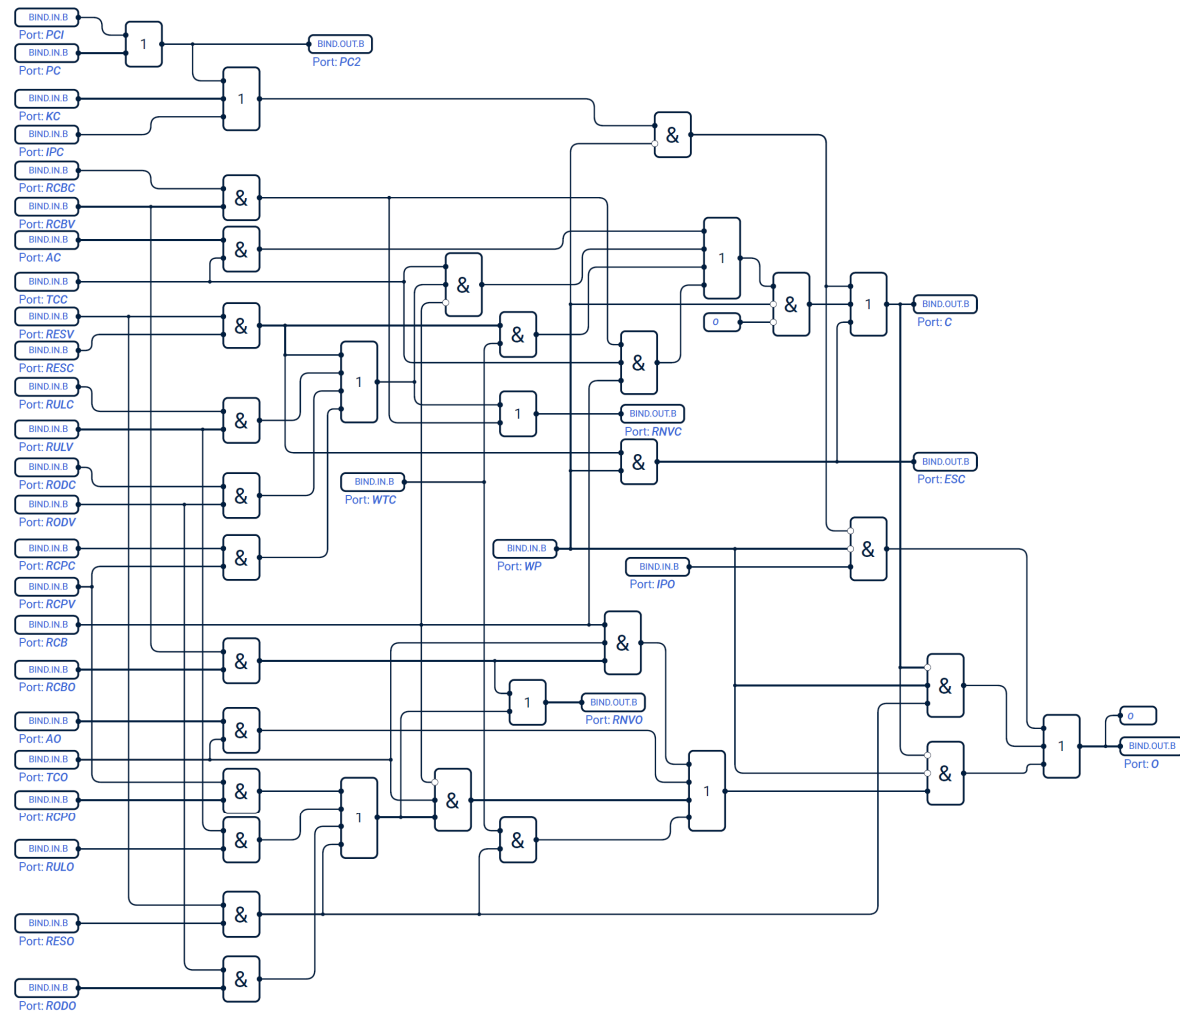 BIND.IN.B
Port: PCI
BIND.IN.B
Port: PC
1
BIND.OUT.B
Port: PC2
BIND.IN.B
Port: KC
1
BIND.IN.B
Port: IPC
&
BIND.IN.B
Port: RCBC
&
BIND.IN.B
Port: RCBV
BIND.IN.B
Port: AC
&
1
BIND.IN.B
Port: TCC
&
&
1
BIND.OUT.B
Port: C
BIND.IN.B
Port: RESV
&
&
O
BIND.IN.B
Port: RESC
&
BIND.IN.B
Port: RULC
1
&
1
BIND.OUT.B
Port: RNVC
BIND.IN.B
Port: RULV
BIND.IN.B
Port: RODC
&
BIND.OUT.B
Port: ESC
BIND.IN.B
Port: WTC
&
BIND.IN.B
Port: RODV
BIND.IN.B
Port: RCPC
&
BIND.IN.B
Port: WP
&
BIND.IN.B
Port: IPO
BIND.IN.B
Port: RCPV
BIND.IN.B
Port: RCB
&
BIND.IN.B
Port: RCBO
&
&
1
BIND.OUT.B
Port: RNVO
BIND.IN.B
Port: AO
&
O
BIND.OUT.B
Port: O
1
BIND.IN.B
Port: TCO
&
BIND.IN.B
Port: RCPO
&
&
1
1
&
&
BIND.IN.B
Port: RULO
BIND.IN.B
Port: RESO
&
BIND.IN.B
Port: RODO
&